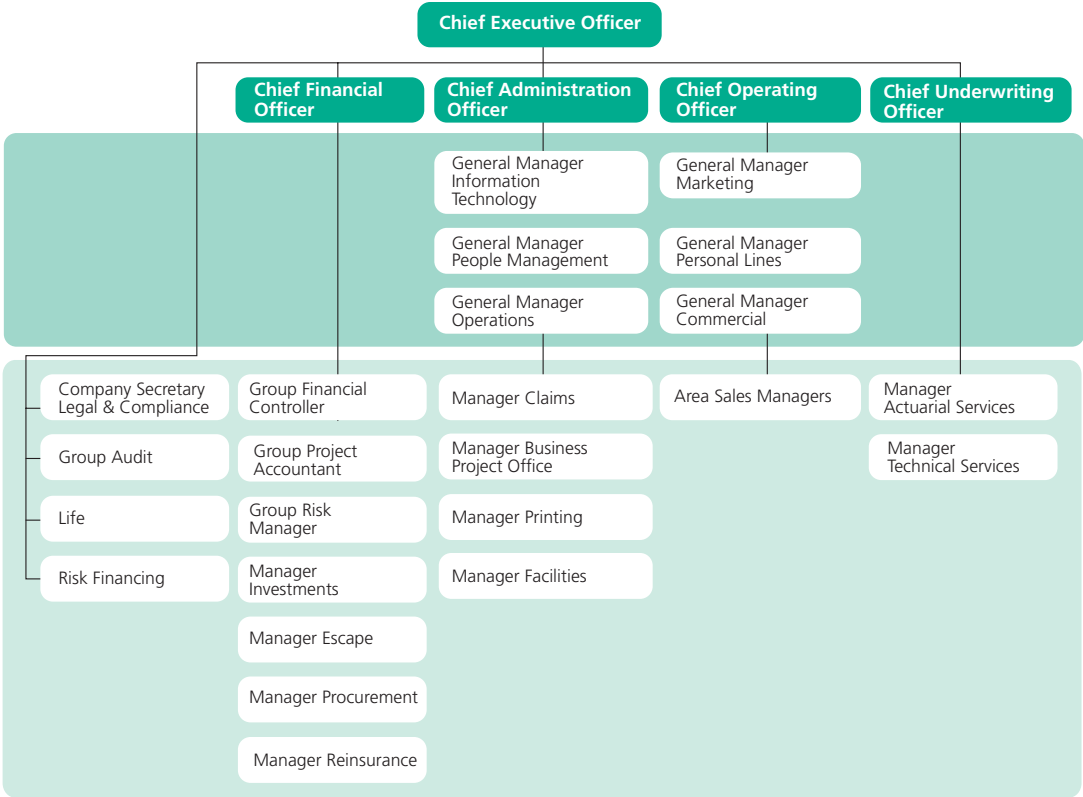 Chief Executive Officer
Chief Financial
Officer
Chief Administration
Officer
Chief Operating
Officer
Chief Underwriting
Officer
General Manager
Information
Technology
General Manager
Marketing
General Manager
People Management
General Manager
Personal Lines
General Manager
Operations
General Manager
Commercial
Company Secretary
Legal & Compliance
Group Financial
Controller
Manager Claims
Area Sales Managers
Manager
Actuarial Services
Group Audit
Group Project
Accountant
Manager Business
Project Office
Manager
Technical Services
Life
Group Risk
Manager
Manager Printing
Risk Financing
Manager
Investments
Manager Facilities
Manager Escape
Manager Procurement
Manager Reinsurance